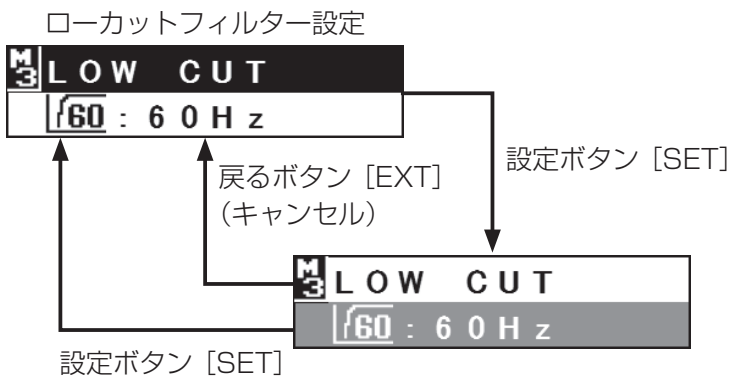 ローカットフィルター設定
M3 LOW CUT
60 : 60Hz
戻るボタン [EXT]
(キャンセル)
設定ボタン [SET]
M3 LOW CUT
60 : 60Hz
設定ボタン [SET]